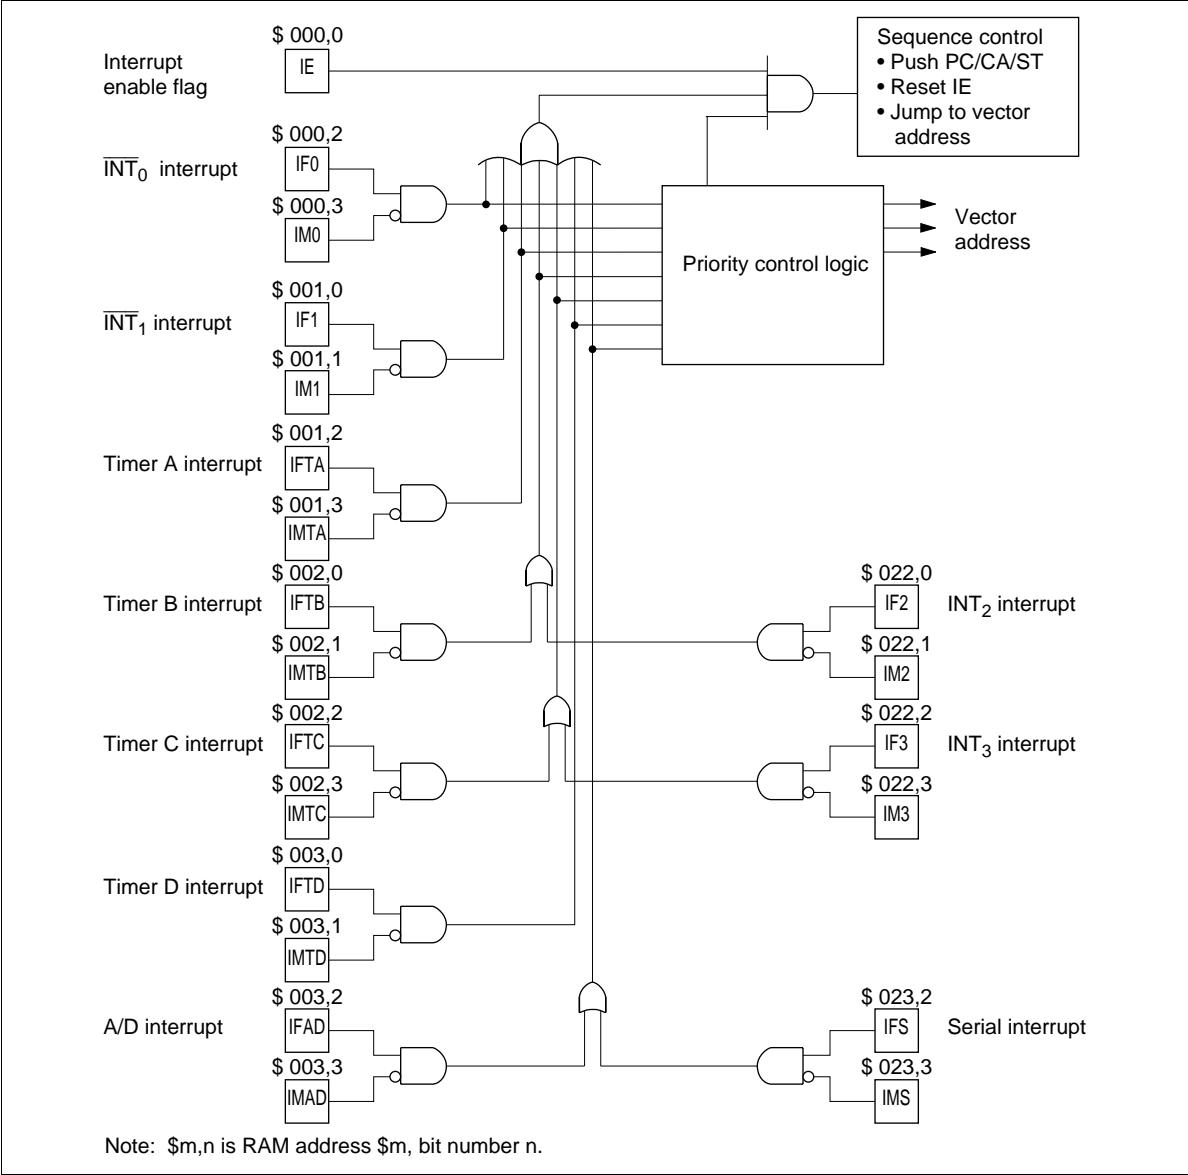 $ 000,0
Interrupt
enable flag
IE
Sequence control
• Push PC/CA/ST
• Reset IE
• Jump to vector
address
$ 000,2
INT0 interrupt
IF0
$ 000,3
IM0
Priority control logic
Vector
address
$ 001,0
INT1 interrupt
IF1
$ 001,1
IM1
$ 001,2
Timer A interrupt
IFTA
$ 001,3
IMTA
$ 002,0
Timer B interrupt
IFTB
$ 002,1
IMTB
$ 022,0
IF2
INT2 interrupt
$ 022,1
IM2
$ 002,2
Timer C interrupt
IFTC
$ 002,3
IMTC
$ 022,2
IF3
INT3 interrupt
$ 022,3
IM3
$ 003,0
Timer D interrupt
IFTD
$ 003,1
IMTD
$ 003,2
A/D interrupt
IFAD
$ 003,3
IMAD
$ 023,2
IFS
Serial interrupt
$ 023,3
IMS
Note: $m,n is RAM address $m, bit number n.